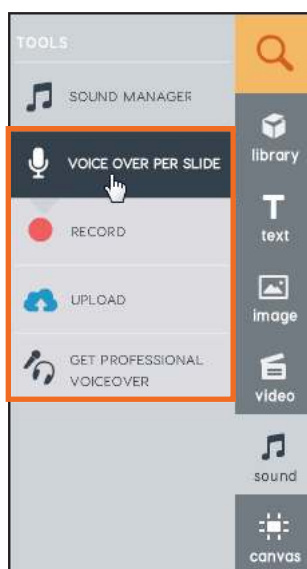 TOOLS
SOUND MANAGER
VOICE OVER PER SLIDE
RECORD
UPLOAD
GET PROFESSIONAL
VOICEOVER
library
text
image
video
sound
canvas